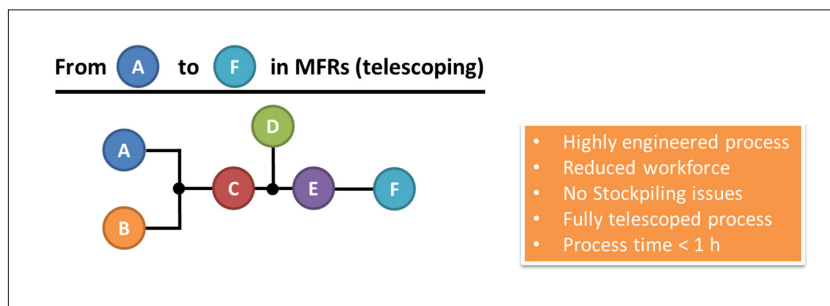 From A to F in MFRs (telescoping)
D
A
C
E
F
B
• Highly engineered process
• Reduced workforce
• No Stockpiling issues
• Fully telescoped process
• Process time < 1 h